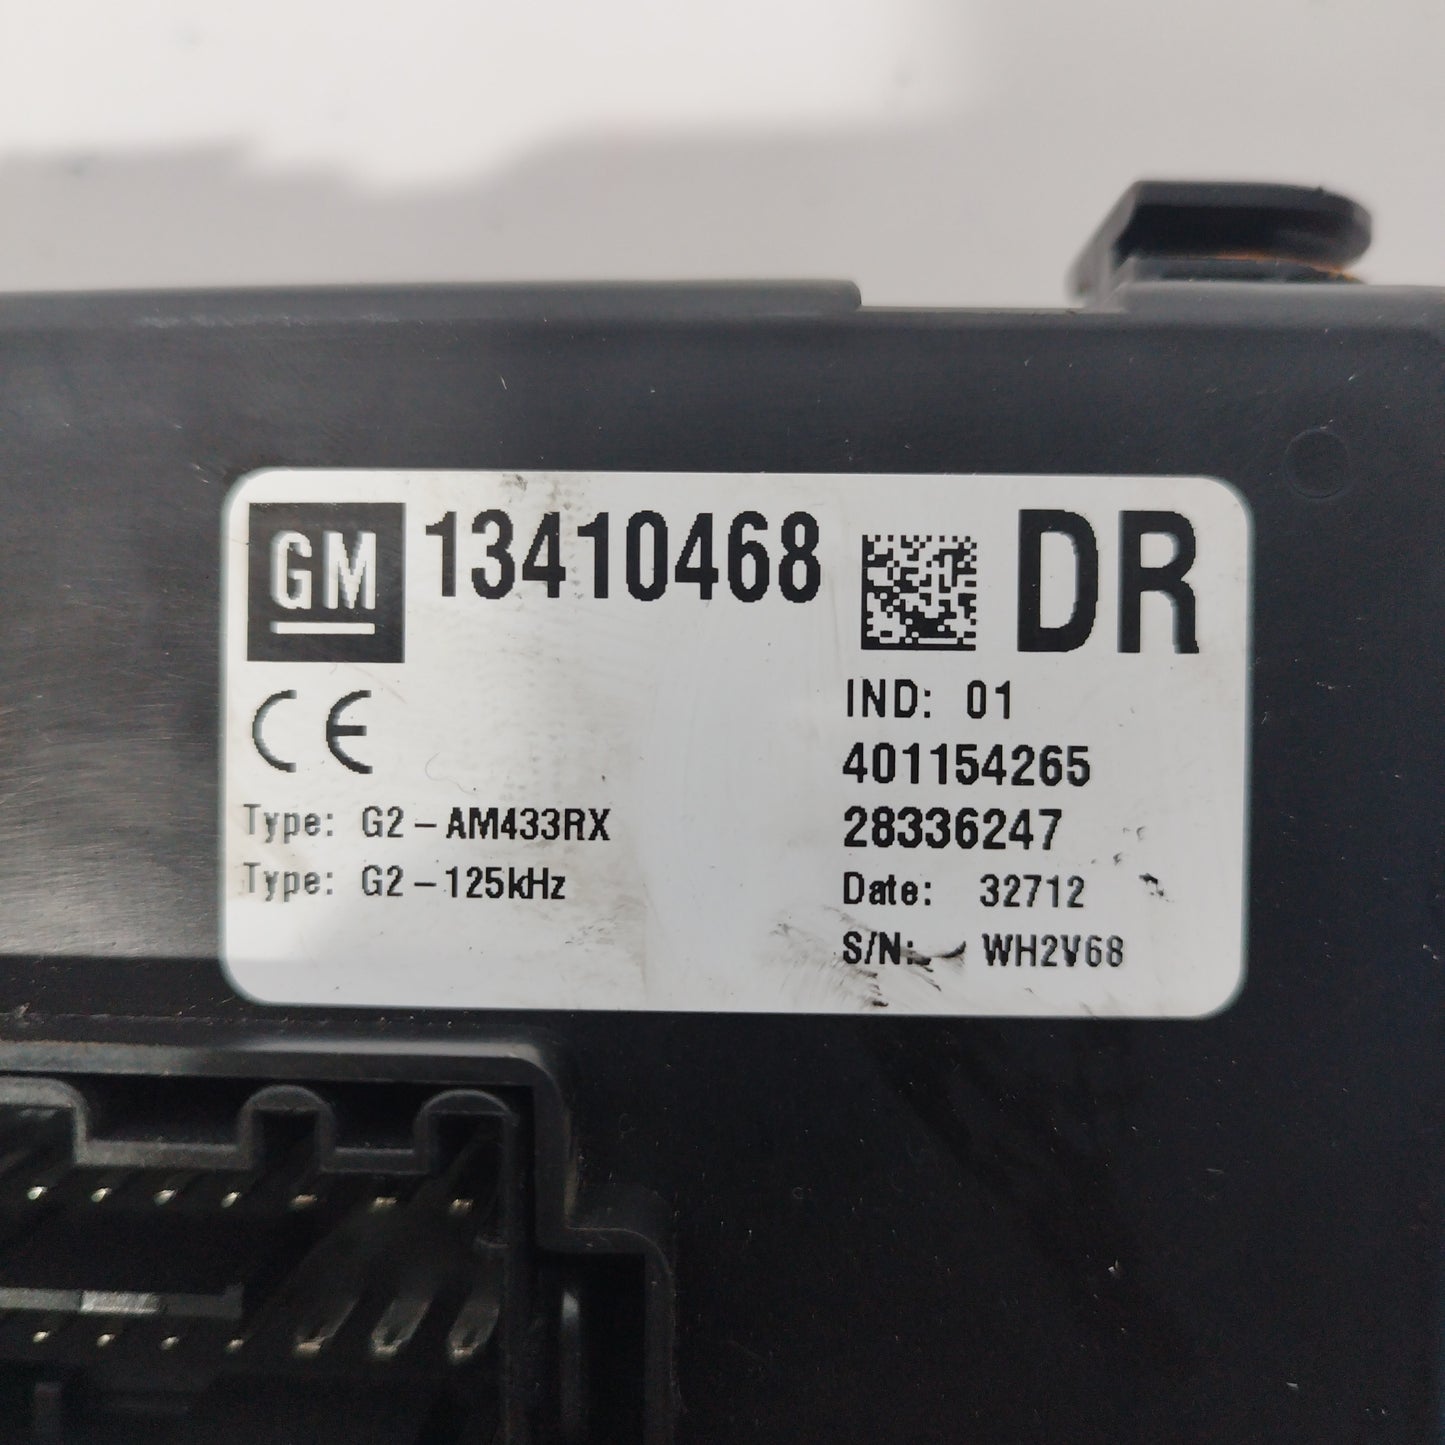 GM 13410468 DR
CE
IND: 01
401154265
Type: G2-AM433RX
28336247
Type: G2-125kHz
Date: 32712
S/N: WH2V68